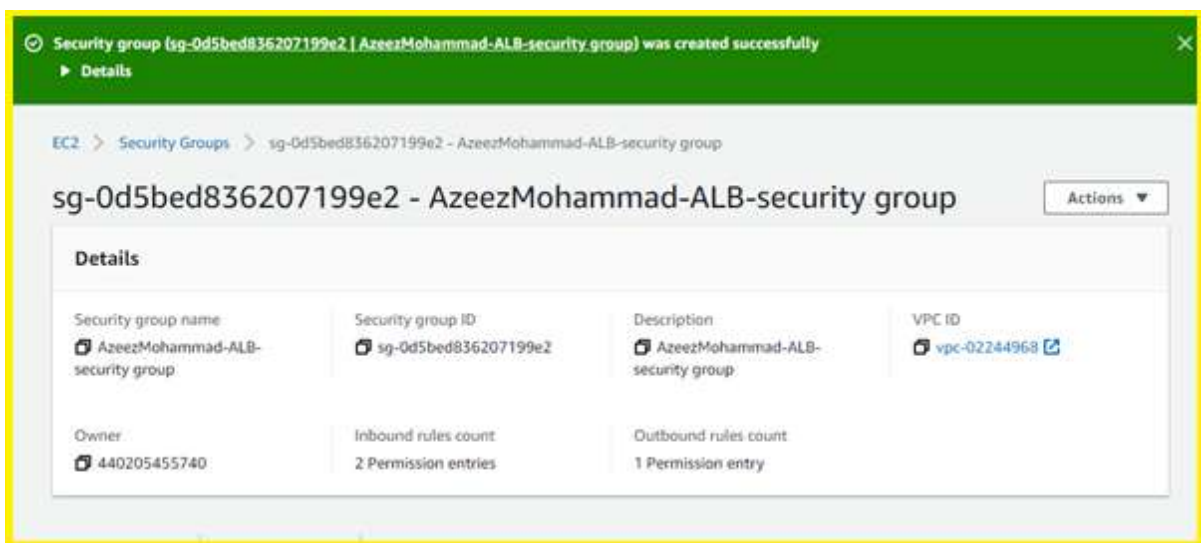 Security group (sg-0d5bed836207199e2 | AzeezMohammad-ALB-security group) was created successfully
Details
EC2 > Security Groups > sg-0d5bed836207199e2 - AzeezMohammad-ALB-security group
sg-0d5bed836207199e2 - AzeezMohammad-ALB-security group
Actions
Details
Security group name
AzeezMohammad-ALB-
security group
Security group ID
sg-0d5bed836207199e2
Description
AzeezMohammad-ALB-
security group
VPC ID
vpc-02244968
Owner
440205455740
Inbound rules count
2 Permission entries
Outbound rules count
1 Permission entry